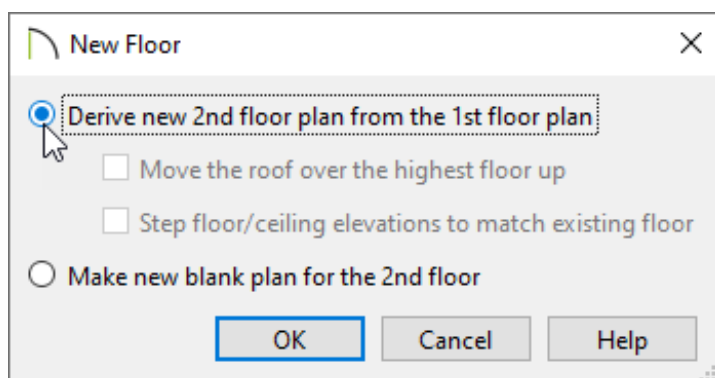 New Floor
Derive new 2nd floor plan from the 1st floor plan
Move the roof over the highest floor up
Step floor/ceiling elevations to match existing floor
Make new blank plan for the 2nd floor
OK Cancel Help